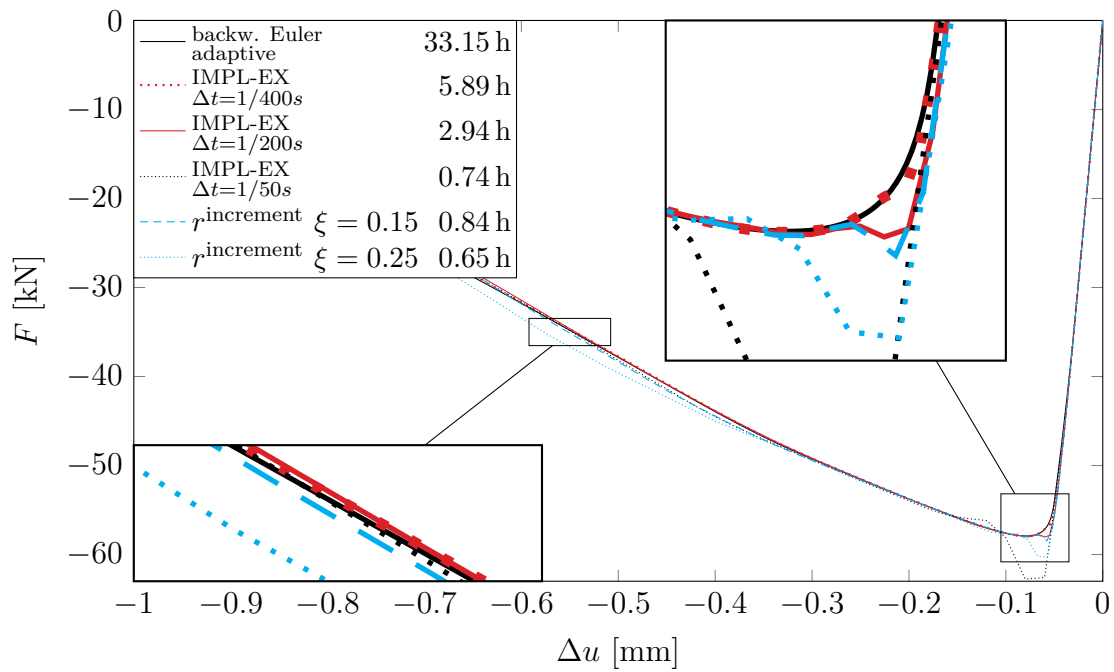 0
−10
−20
−30
−40
−50
−60
F [kN]
backw. Euler
adaptive
33.15 h
IMPL-EX
Δt=1/400s
5.89 h
IMPL-EX
Δt=1/200s
2.94 h
IMPL-EX
Δt=1/50s
0.74 h
r^increment ξ = 0.15 0.84 h
r^increment ξ = 0.25 0.65 h
−1 −0.9 −0.8 −0.7 −0.6 −0.5 −0.4 −0.3 −0.2 −0.1 0
Δu [mm]